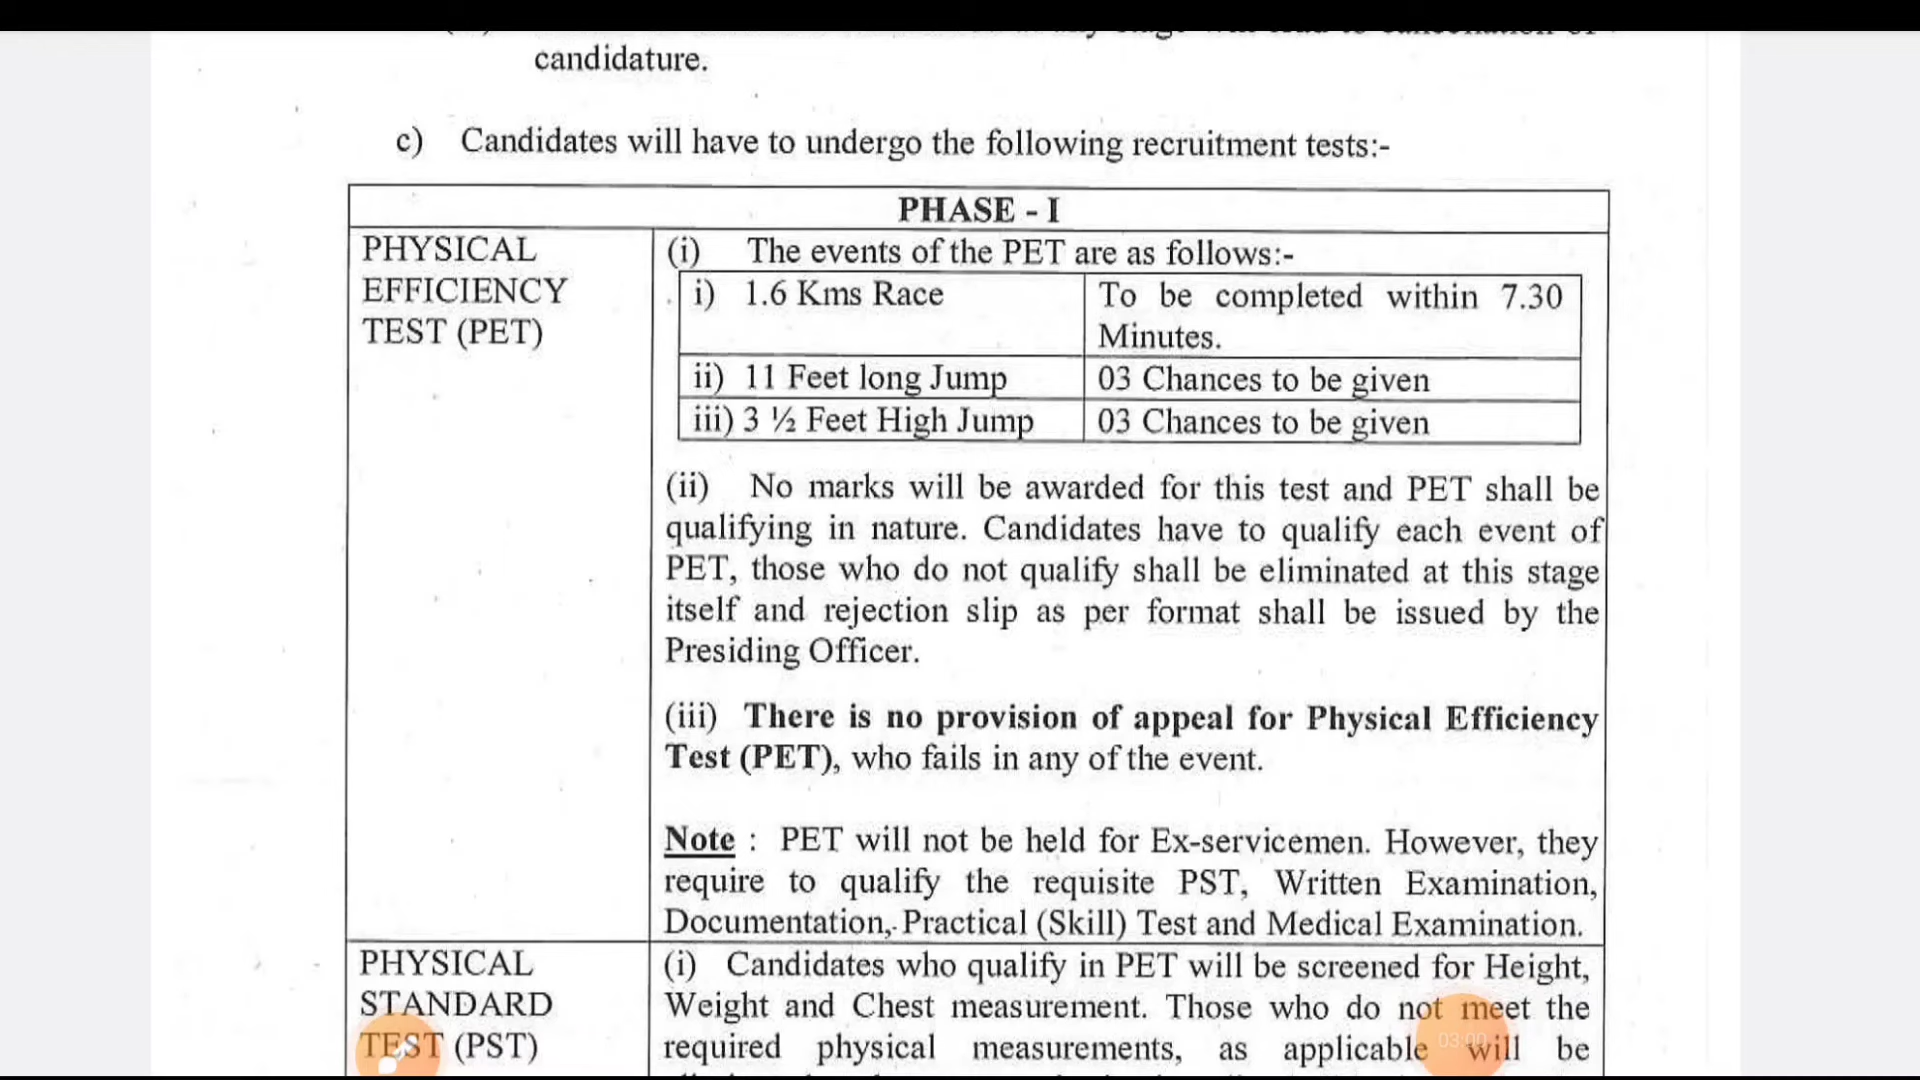 candidature.
c) Candidates will have to undergo the following recruitment tests:-
PHASE - I
PHYSICAL
EFFICIENCY
TEST (PET)
(i) The events of the PET are as follows:-
i) 1.6 Kms Race
To be completed within 7.30
Minutes.
ii) 11 Feet long Jump
03 Chances to be given
iii) 3 ½ Feet High Jump
03 Chances to be given
(ii) No marks will be awarded for this test and PET shall be
qualifying in nature. Candidates have to qualify each event of
PET, those who do not qualify shall be eliminated at this stage
itself and rejection slip as per format shall be issued by the
Presiding Officer.
(iii) There is no provision of appeal for Physical Efficiency
Test (PET), who fails in any of the event.
Note : PET will not be held for Ex-servicemen. However, they
require to qualify the requisite PST, Written Examination,
Documentation, Practical (Skill) Test and Medical Examination.
PHYSICAL
STANDARD
TEST (PST)
(i) Candidates who qualify in PET will be screened for Height,
Weight and Chest measurement. Those who do not meet the
required physical measurements, as applicable will be
03:00